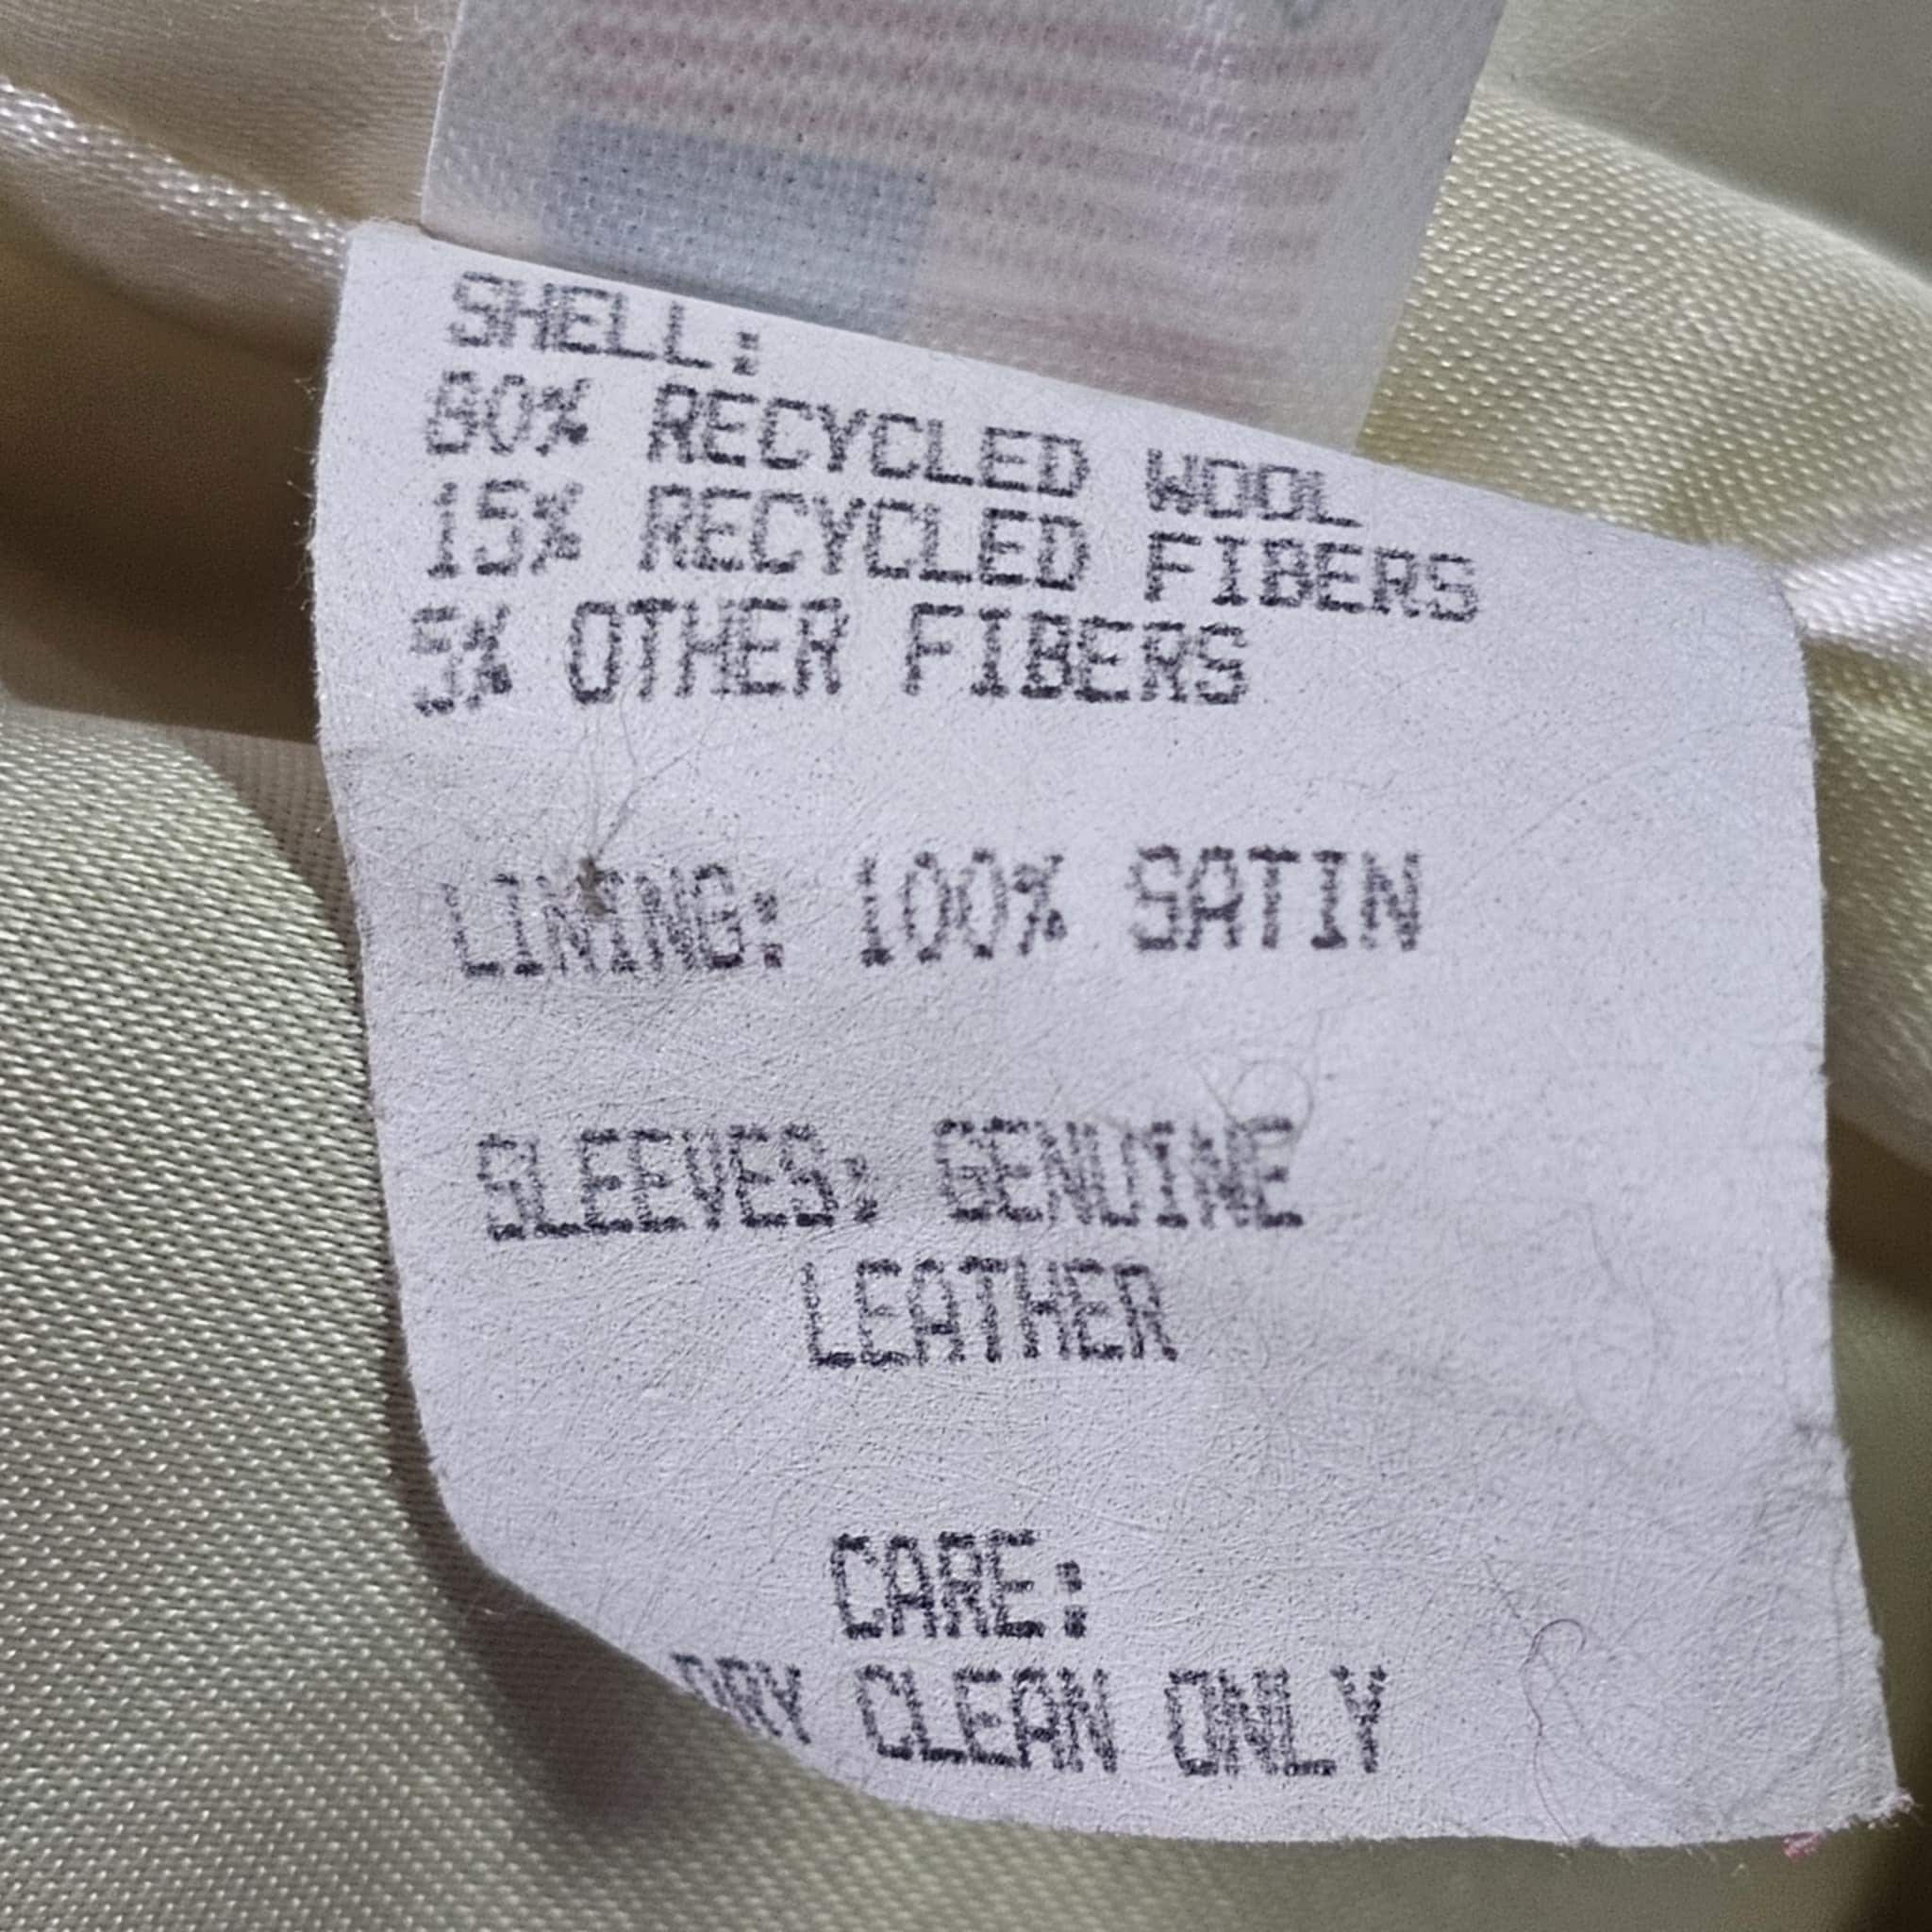 SHELL:
80% RECYCLED WOOL
15% RECYCLED FIBERS
5% OTHER FIBERS
LINING: 100% SATIN
SLEEVES: GENUINE
LEATHER
CARE:
DRY CLEAN ONLY